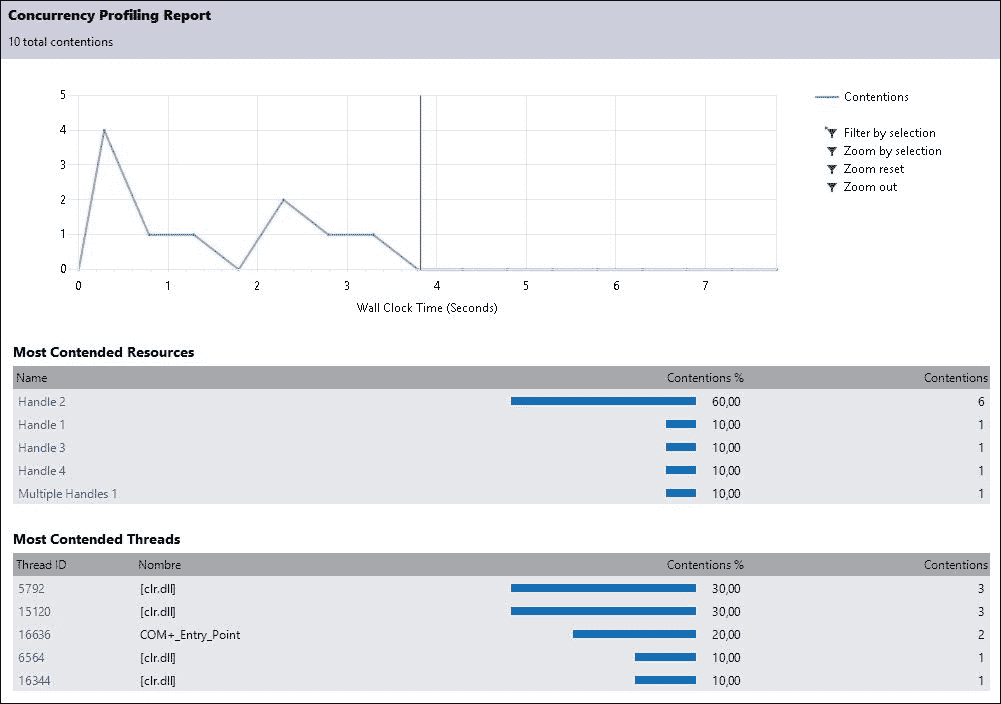 Concurrency Profiling Report
10 total contentions
5
4
3
2
1
0
0 1 2 3 4 5 6 7
Wall Clock Time (Seconds)
Contentions
Filter by selection
Zoom by selection
Zoom reset
Zoom out
Most Contended Resources
Name Contentions % Contentions
Handle 2 60,00 6
Handle 1 10,00 1
Handle 3 10,00 1
Handle 4 10,00 1
Multiple Handles 1 10,00 1
Most Contended Threads
Thread ID Nombre Contentions % Contentions
5792 [clr.dll] 30,00 3
15120 [clr.dll] 30,00 3
16636 COM+_Entry_Point 20,00 2
6564 [clr.dll] 10,00 1
16344 [clr.dll] 10,00 1